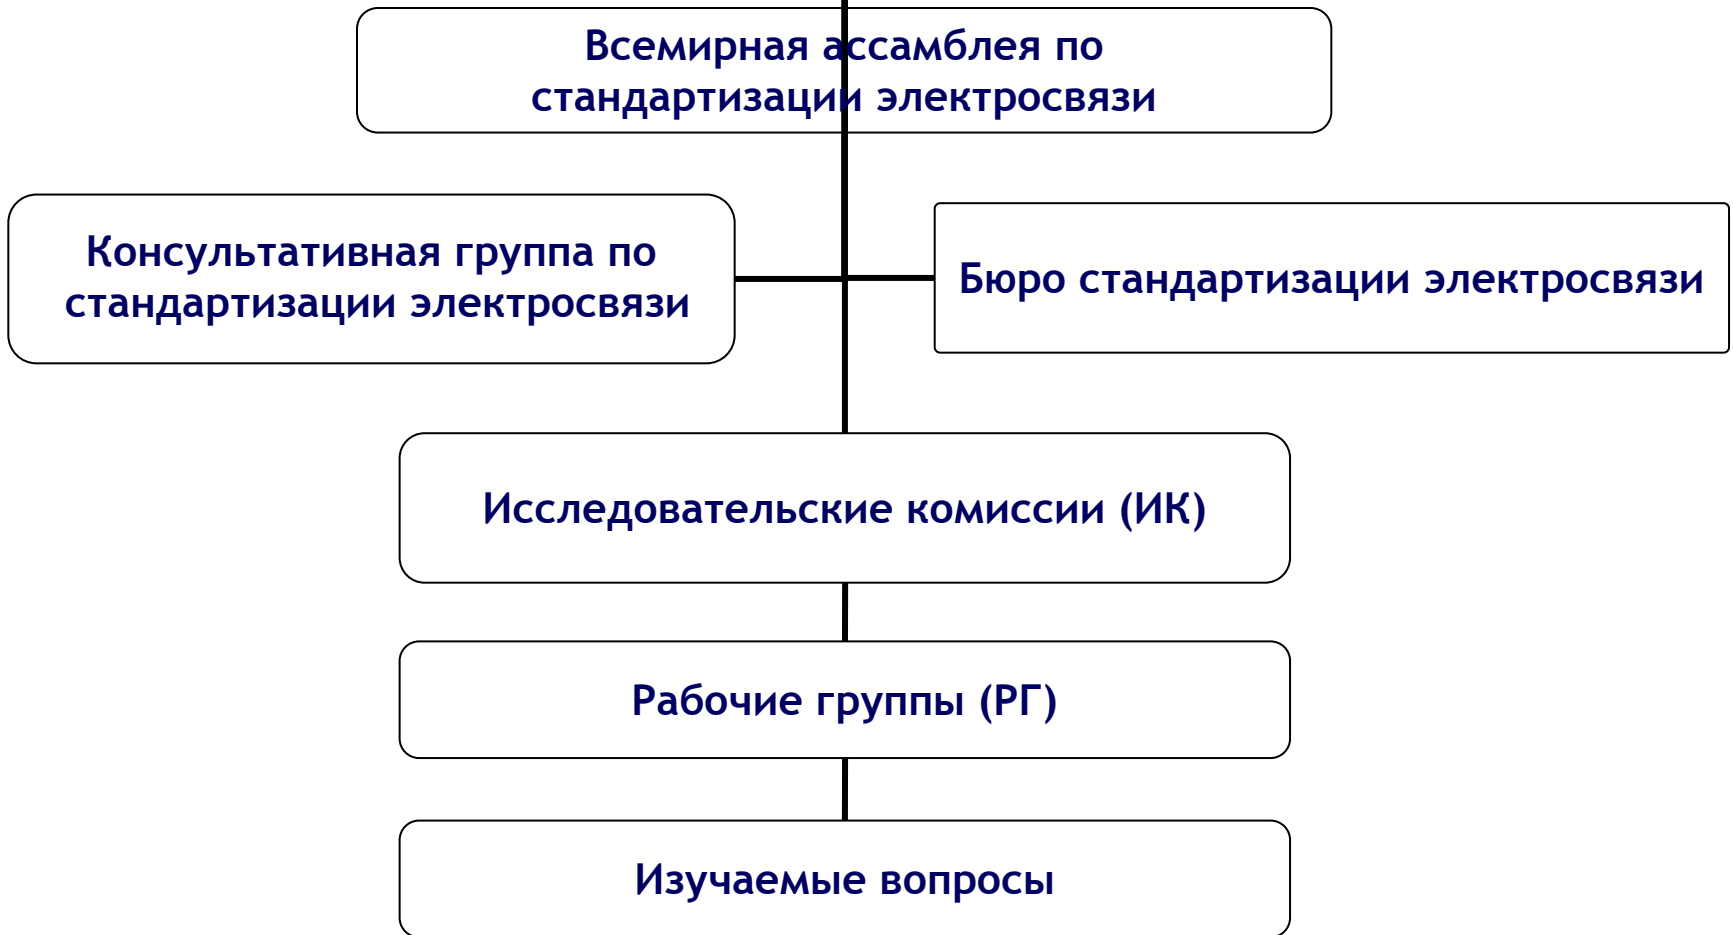 Всемирная ассамблея по
стандартизации электросвязи
Консультативная группа по
стандартизации электросвязи
Бюро стандартизации электросвязи
Исследовательские комиссии (ИК)
Рабочие группы (РГ)
Изучаемые вопросы